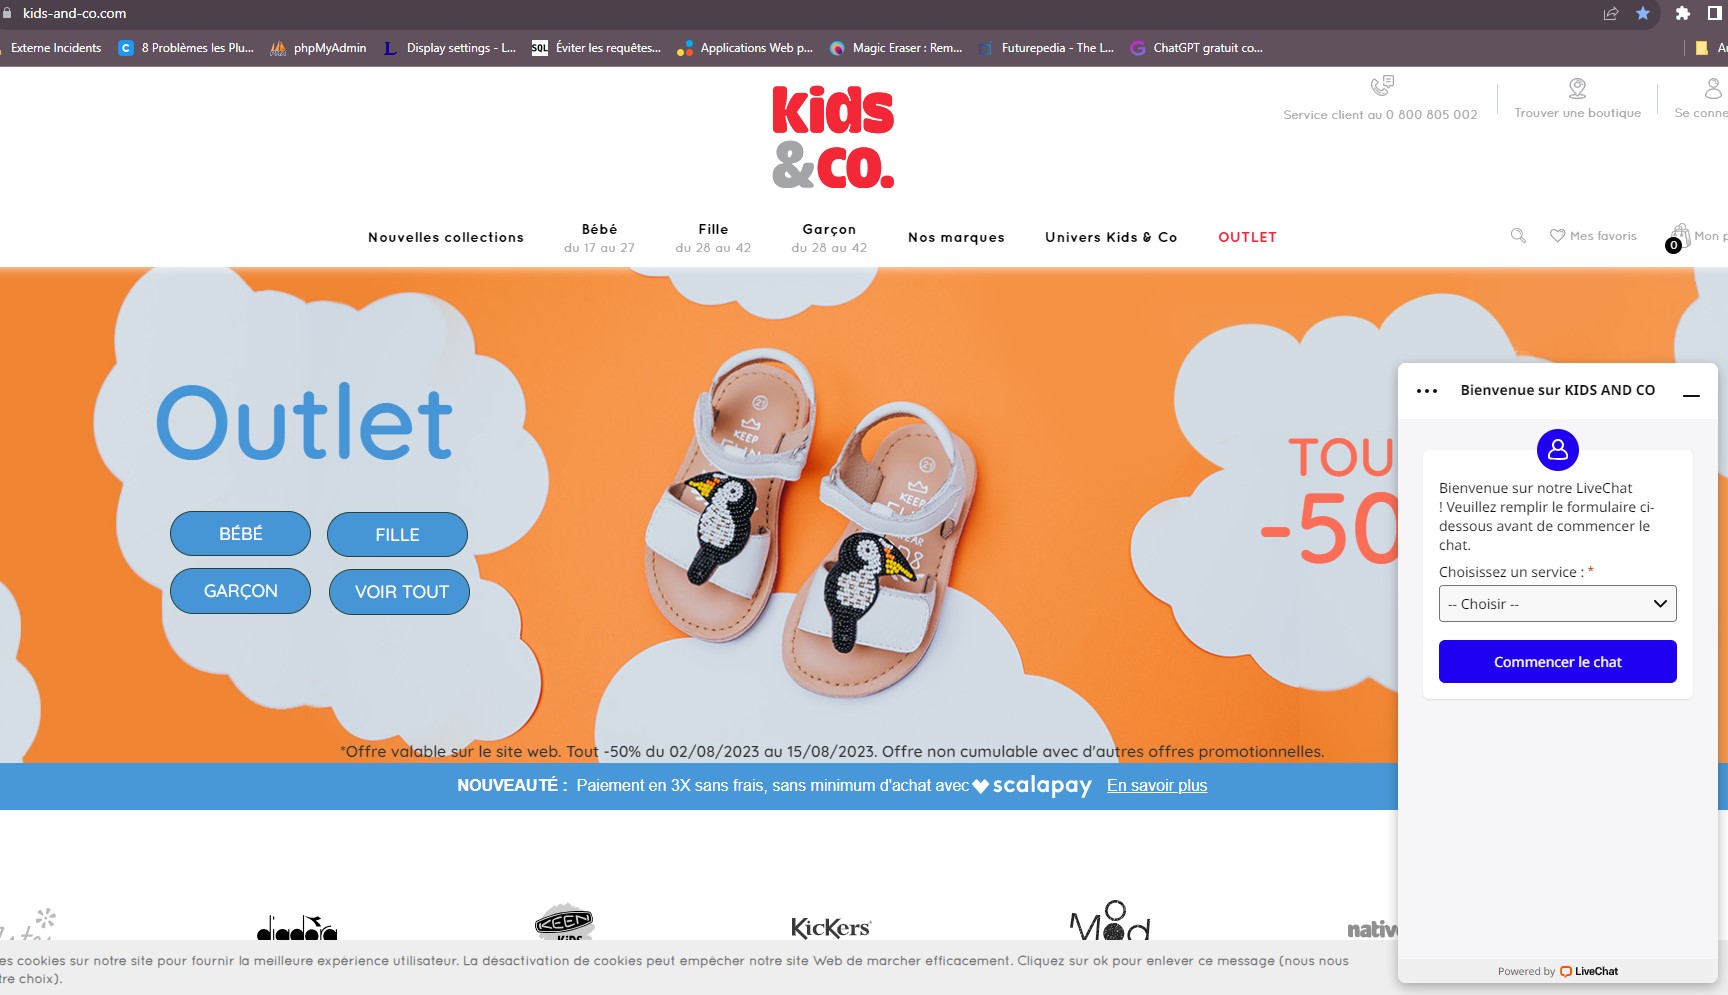 kids-and-co.com
Externe Incidents
8 Problèmes les Plu...
phpMyAdmin
Display settings - L...
SQL
Éviter les requêtes...
Applications Web p...
Magic Eraser : Rem...
Futurepedia - The L...
ChatGPT gratuit co...
kids
&co.
Service client au 0 800 805 002
Trouver une boutique
Se conne
Nouvelles collections
Bébé
du 17 au 27
Fille
du 28 au 42
Garçon
du 28 au 42
Nos marques
Univers Kids & Co
OUTLET
Mes favoris
0
Mon p
Outlet
BÉBÉ
FILLE
GARÇON
VOIR TOUT
21
KEEP
21
KEEP
TOU
-50
*Offre valable sur le site web. Tout -50% du 02/08/2023 au 15/08/2023. Offre non cumulable avec d'autres offres promotionnelles.
NOUVEAUTÉ : Paiement en 3X sans frais, sans minimum d'achat avec scalapay En savoir plus
diadora
KEEN
KIDS
KicKers
Mod
native
es cookies sur notre site pour fournir la meilleure expérience utilisateur. La désactivation de cookies peut empêcher notre site Web de marcher efficacement. Cliquez sur ok pour enlever ce message (nous nous
tre choix).
Bienvenue sur KIDS AND CO
Bienvenue sur notre LiveChat
! Veuillez remplir le formulaire ci-
dessous avant de commencer le
chat.
Choisissez un service : *
-- Choisir --
Commencer le chat
Powered by LiveChat